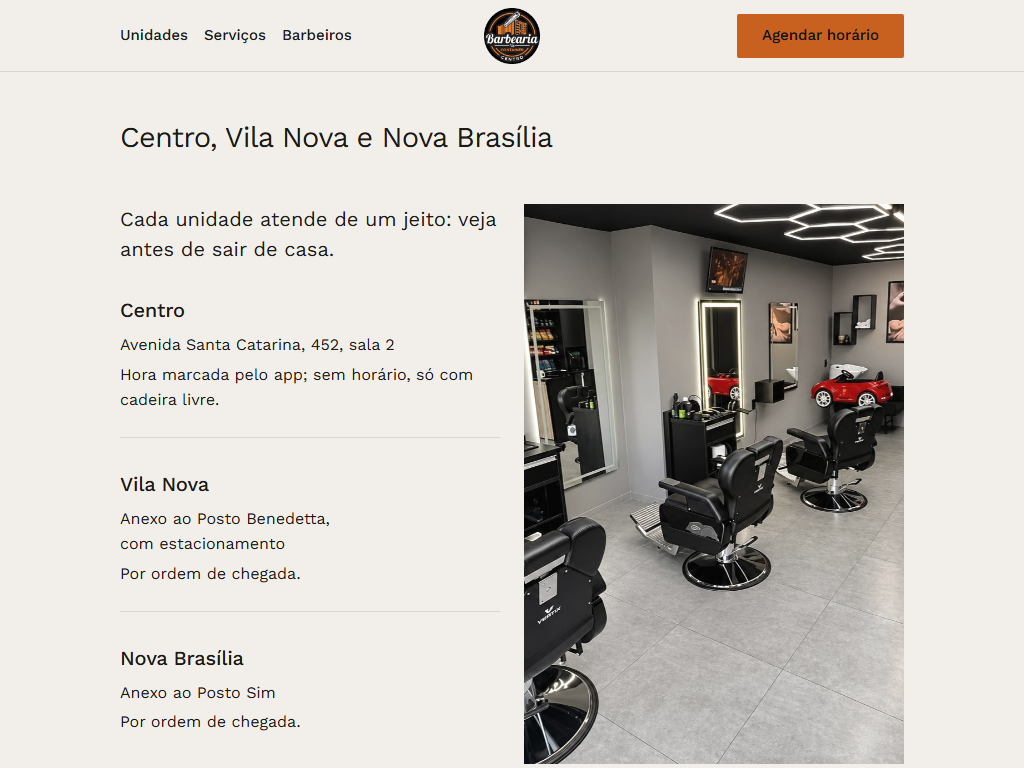 Unidades Serviços Barbeiros
Barbearia
CENTRO
Agendar horário
Centro, Vila Nova e Nova Brasília
Cada unidade atende de um jeito: veja
antes de sair de casa.
Centro
Avenida Santa Catarina, 452, sala 2
Hora marcada pelo app; sem horário, só com
cadeira livre.
Vila Nova
Anexo ao Posto Benedetta,
com estacionamento
Por ordem de chegada.
Nova Brasília
Anexo ao Posto Sim
Por ordem de chegada.
VERTIX